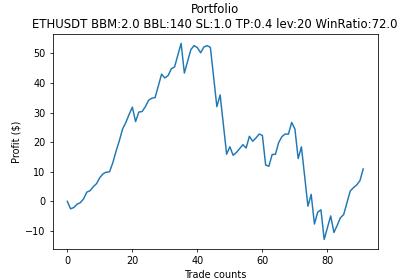 Portfolio
ETHUSDT BBM:2.0 BBL:140 SL:1.0 TP:0.4 lev:20 WinRatio:72.0
50
40
30
20
10
0
−10
Profit ($)
0 20 40 60 80
Trade counts